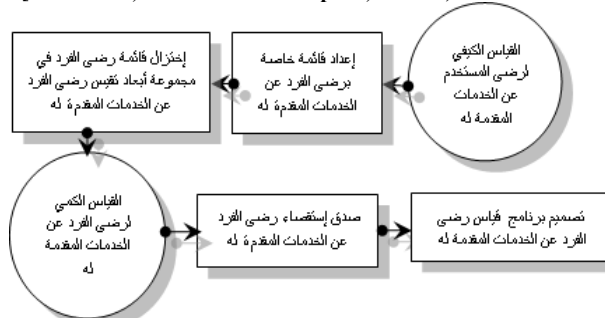 القياس الكيفي
لرضى المستخدم
عن الخدمات
المقدمة له
إعداد قائمة خاصة
برضى الفرد عن
الخدمات المقدمة له
إختزال قائمة رضى الفرد في
مجموعة أبعاد تقيس رضى الفرد
عن الخدمات المقدمة له
القياس الكمي
لرضى الفرد عن
الخدمات المقدمة
له
صدق إستقصاء رضى الفرد
عن الخدمات المقدمة له
تصميم برنامج قياس رضى
الفرد عن الخدمات المقدمة له